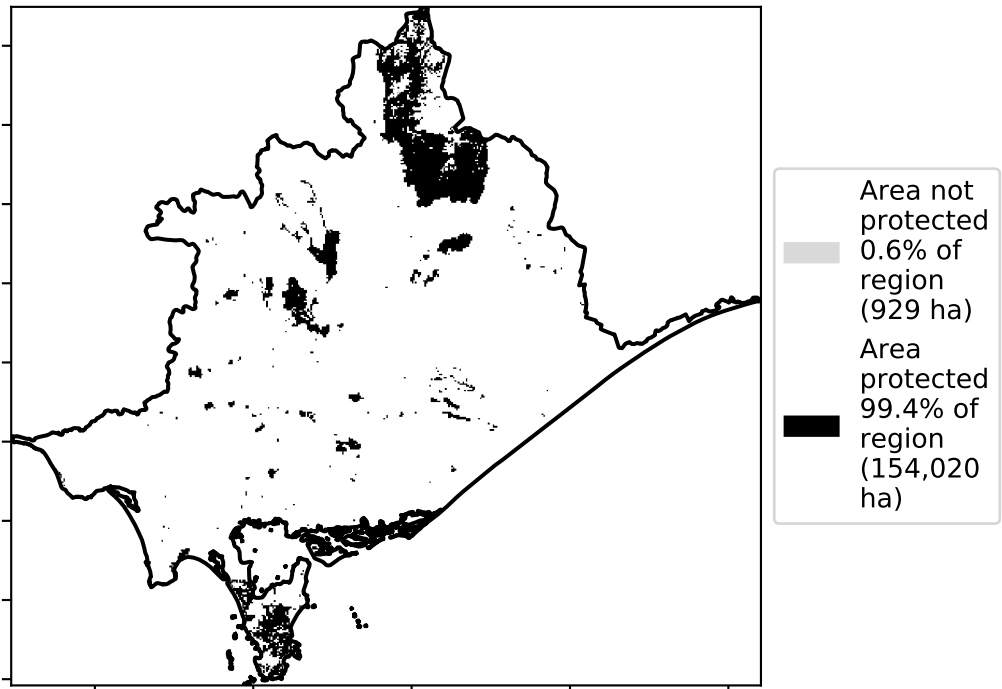 Area not
protected
0.6% of
region
(929 ha)
Area
protected
99.4% of
region
(154,020
ha)